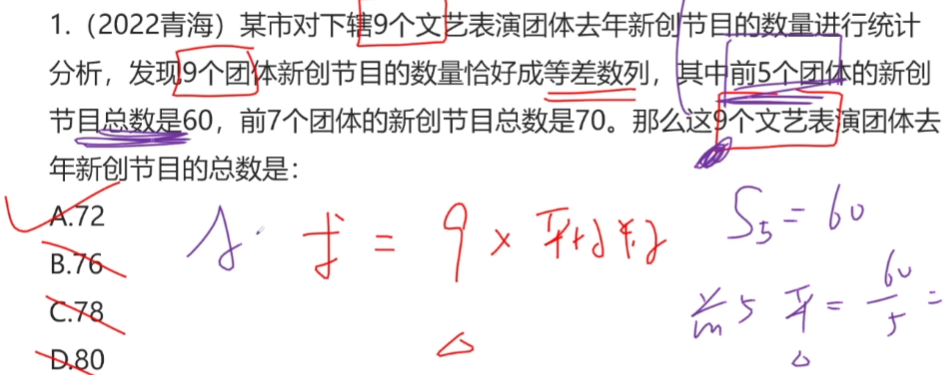 1.（2022青海）某市对下辖9个文艺表演团体去年新创节目的数量进行统计
分析，发现9个团体新创节目的数量恰好成等差数列，其中前5个团体的新创
节目总数是60，前7个团体的新创节目总数是70。那么这9个文艺表演团体去
年新创节目的总数是：
A.72
B.76
C.78
D.80
= 9 ×
S5 = 60
5 = 60/5 =